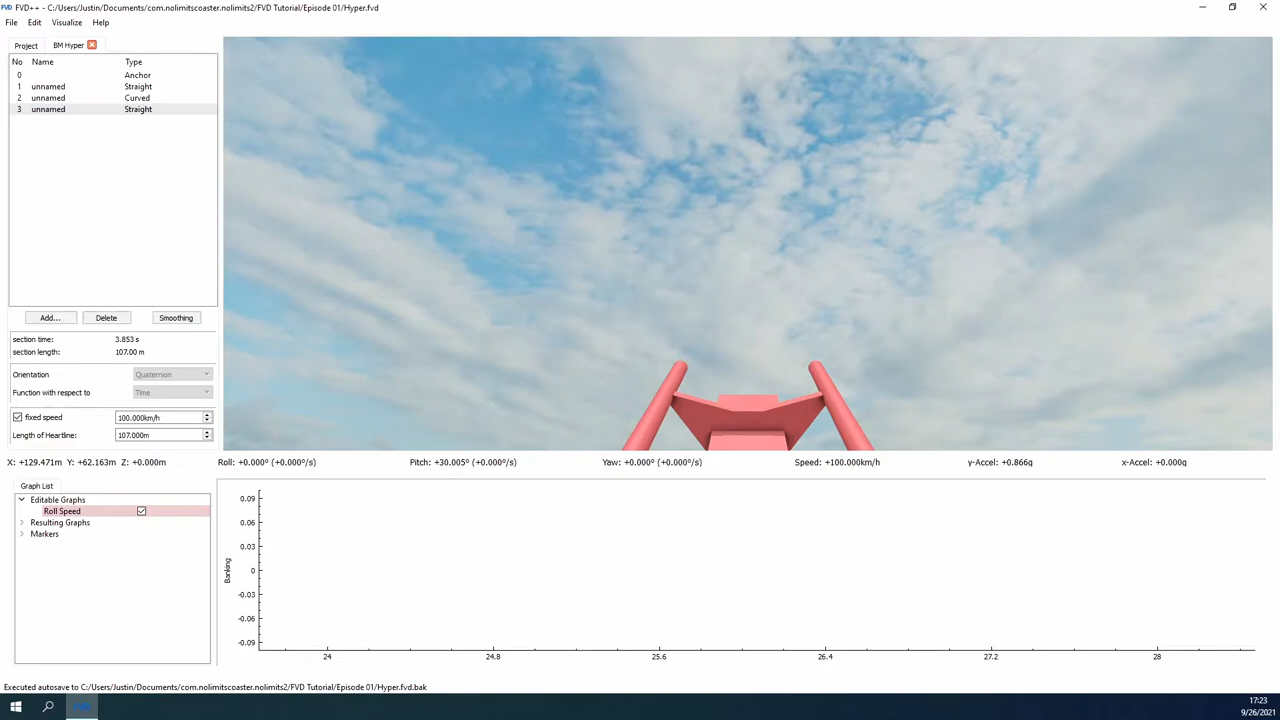 FVD++ - C:/Users/Justin/Documents/com.nolimitscoaster.nolimits2/FVD Tutorial/Episode 01/Hyper.fvd
File Edit Visualize Help
Project BM Hyper
No Name Type
0 Anchor
1 unnamed Straight
2 unnamed Curved
3 unnamed Straight
Add... Delete Smoothing
section time: 3.853 s
section length: 107.00 m
Orientation Quaternion
Function with respect to Time
fixed speed 100.000km/h
Length of Heartline: 107.000m
X: +129.471m Y: +62.163m Z: +0.000m Roll: +0.000° (+0.000°/s) Pitch: +30.005° (+0.000°/s) Yaw: +0.000° (+0.000°/s) Speed: +100.000km/h y-Accel: +0.866g x-Accel: +0.000g
Graph List
Editable Graphs
Roll Speed
Resulting Graphs
Markers
Banking
0.09
0.06
0.03
0
-0.03
-0.06
-0.09
24 24.8 25.6 26.4 27.2 28
Executed autosave to C:/Users/Justin/Documents/com.nolimitscoaster.nolimits2/FVD Tutorial/Episode 01/Hyper.fvd.bak
17:23
9/26/2021